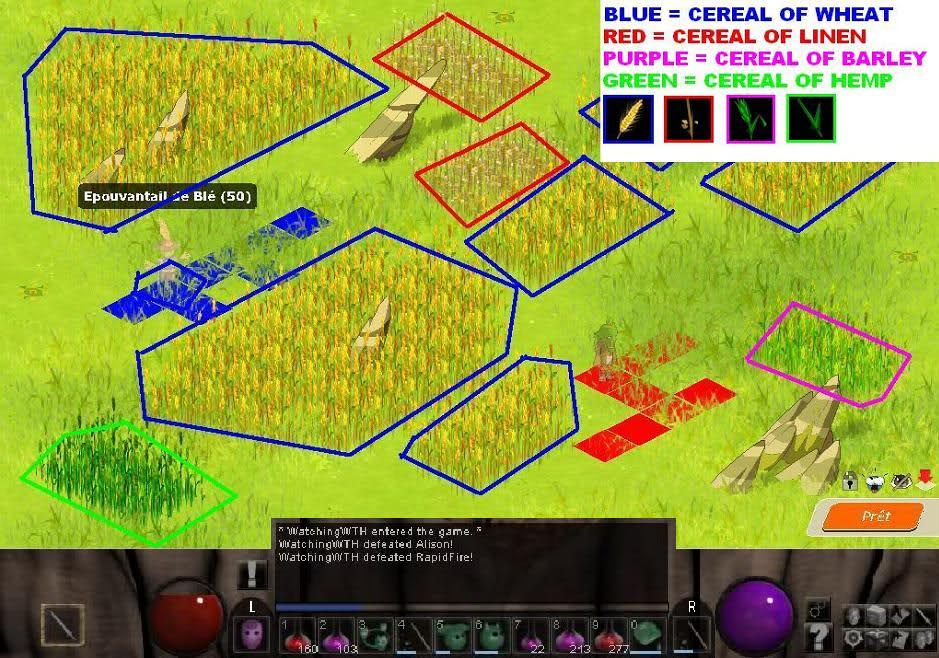 BLUE = CEREAL OF WHEAT
RED = CEREAL OF LINEN
PURPLE = CEREAL OF BARLEY
GREEN = CEREAL OF HEMP
Epouvantail de Blé (50)
Prêt
* WatchingWTH entered the game. *
WatchingWTH defeated Alison!
WatchingWTH defeated RapidFire!
L R
1 2 3 4 5 6 7 8 9 0
160 103 22 213 277